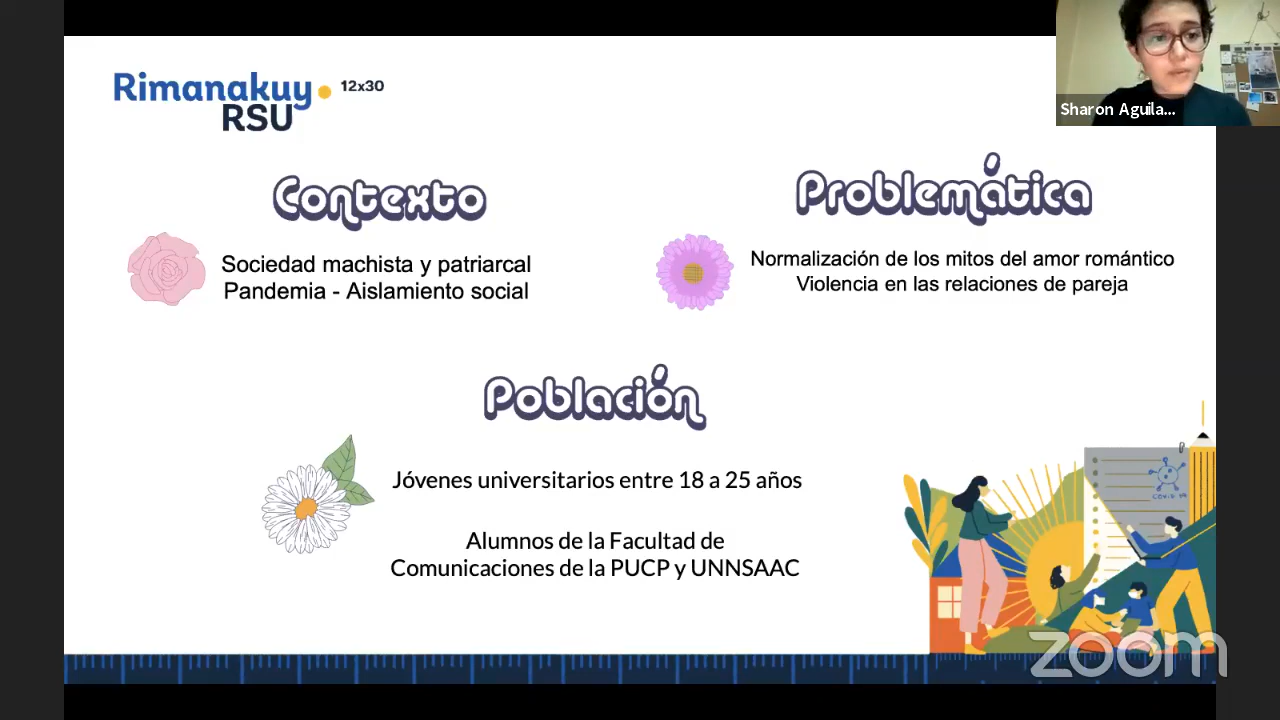 Rimanakuy 12x30
RSU
Sharon Aguila...
Contexto
Sociedad machista y patriarcal
Pandemia - Aislamiento social
Problemática
Normalización de los mitos del amor romántico
Violencia en las relaciones de pareja
Población
Jóvenes universitarios entre 18 a 25 años
Alumnos de la Facultad de
Comunicaciones de la PUCP y UNNSAAC
COVID 19
zoom